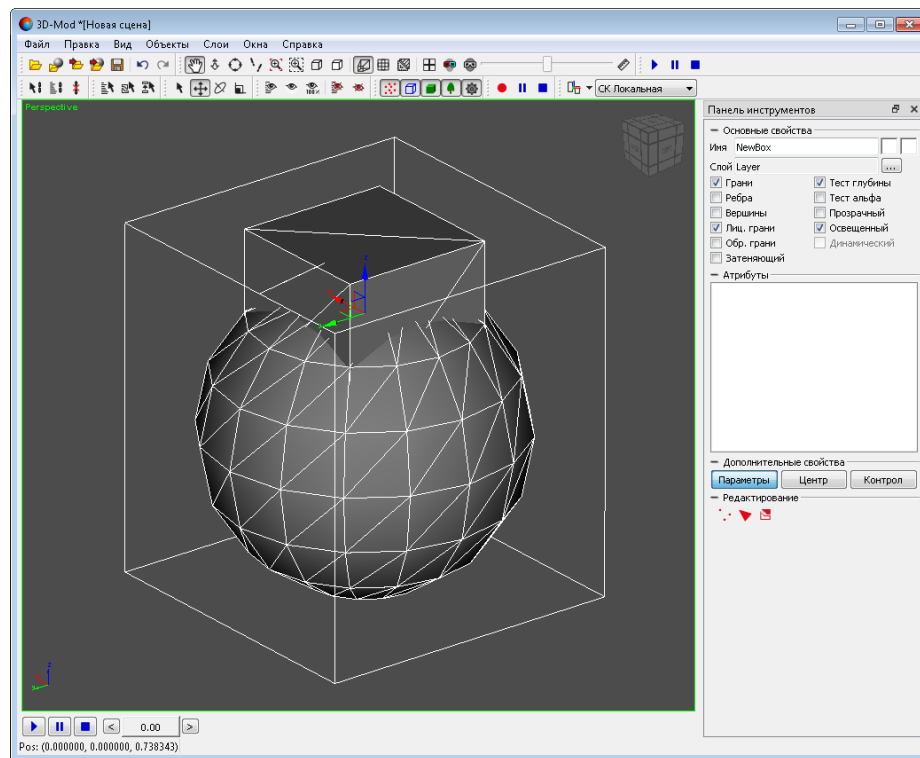 3D-Mod *[Новая сцена]
Файл Правка Вид Объекты Слои Окна Справка
100%
СК Локальная
Perspective
Панель инструментов
Основные свойства
Имя NewBox
Слой Layer ...
Грани Тест глубины
Ребра Тест альфа
Вершины Прозрачный
Лиц. грани Освещенный
Обр. грани Динамический
Затеняющий
Атрибуты
Дополнительные свойства
Параметры Центр Контрол
Редактирование
z
z
< 0.00 >
Pos: (0.000000, 0.000000, 0.738343)